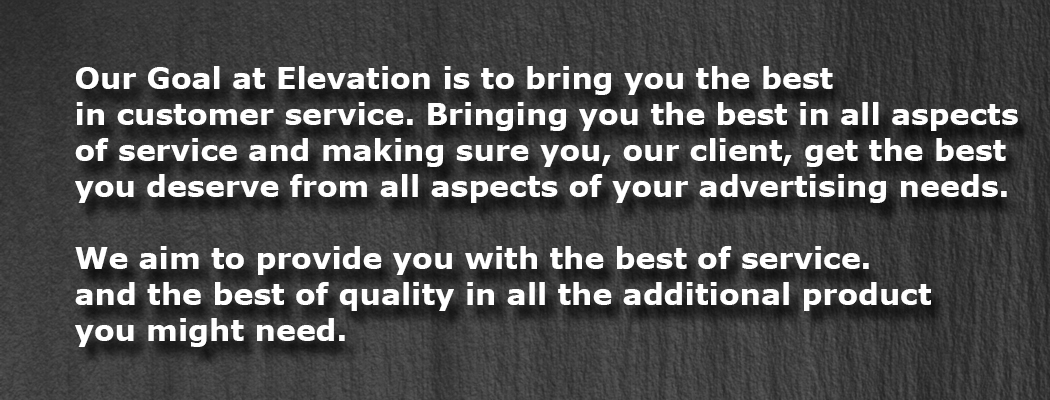 Our Goal at Elevation is to bring you the best
in customer service. Bringing you the best in all aspects
of service and making sure you, our client, get the best
you deserve from all aspects of your advertising needs.
We aim to provide you with the best of service.
and the best of quality in all the additional product
you might need.